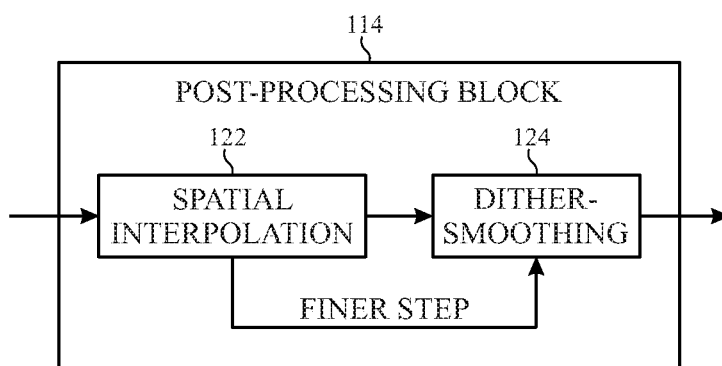 114
POST-PROCESSING BLOCK
122
124
SPATIAL
INTERPOLATION
DITHER-
SMOOTHING
FINER STEP